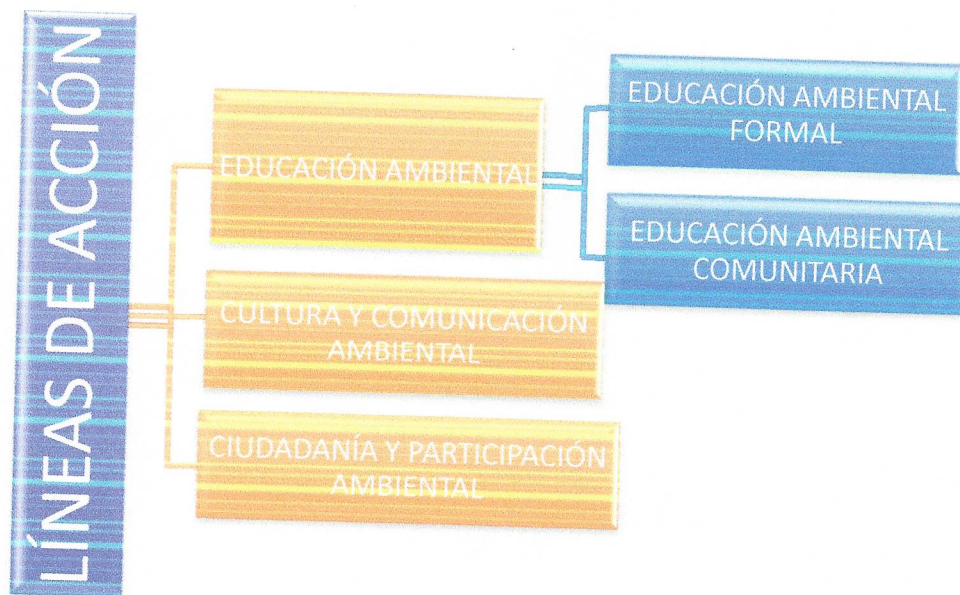 LÍNEAS DE ACCIÓN
EDUCACIÓN AMBIENTAL
EDUCACIÓN AMBIENTAL
FORMAL
EDUCACIÓN AMBIENTAL
COMUNITARIA
CULTURA Y COMUNICACIÓN
AMBIENTAL
CIUDADANÍA Y PARTICIPACIÓN
AMBIENTAL